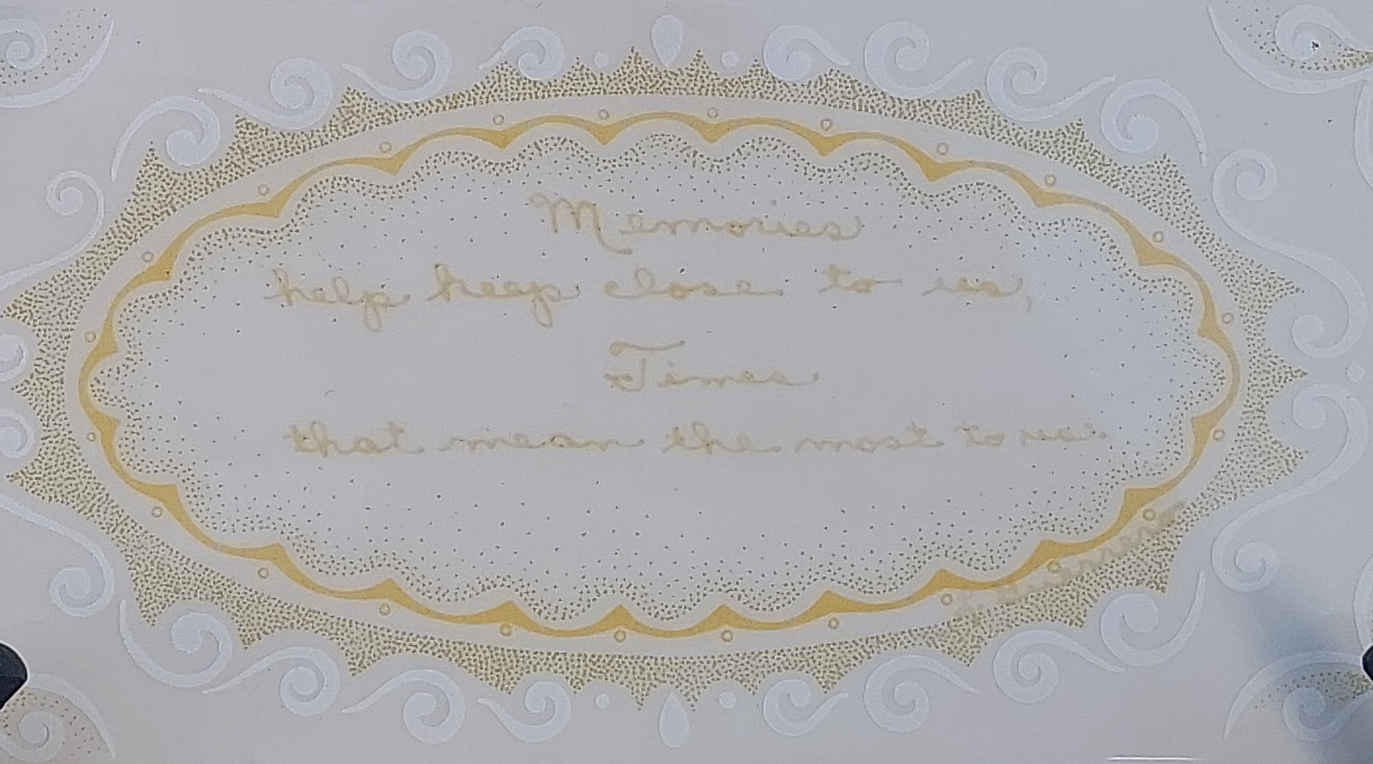 Memories
help keep close to us,
Times
that mean the most to us.